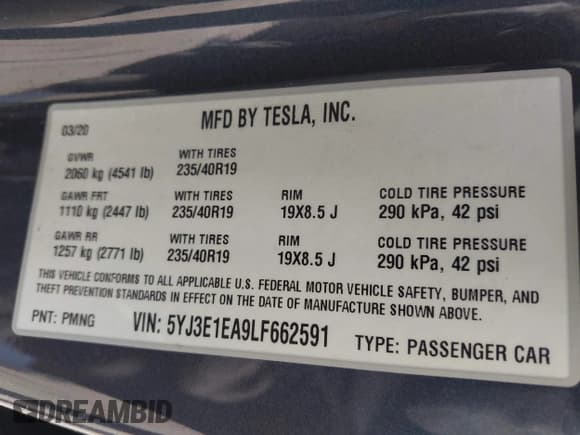 03/20 MFD BY TESLA, INC.
GVWR WITH TIRES
2060 kg (4541 lb) 235/40R19
GAWR FRT WITH TIRES RIM COLD TIRE PRESSURE
1110 kg (2447 lb) 235/40R19 19X8.5 J 290 kPa, 42 psi
GAWR RR WITH TIRES RIM COLD TIRE PRESSURE
1257 kg (2771 lb) 235/40R19 19X8.5 J 290 kPa, 42 psi
THIS VEHICLE CONFORMS TO ALL APPLICABLE U.S. FEDERAL MOTOR VEHICLE SAFETY, BUMPER, AND
THEFT PREVENTION STANDARDS IN EFFECT ON THE DATE OF MANUFACTURE SHOWN ABOVE.
PNT: PMNG VIN: 5YJ3E1EA9LF662591 TYPE: PASSENGER CAR
DREAMBID